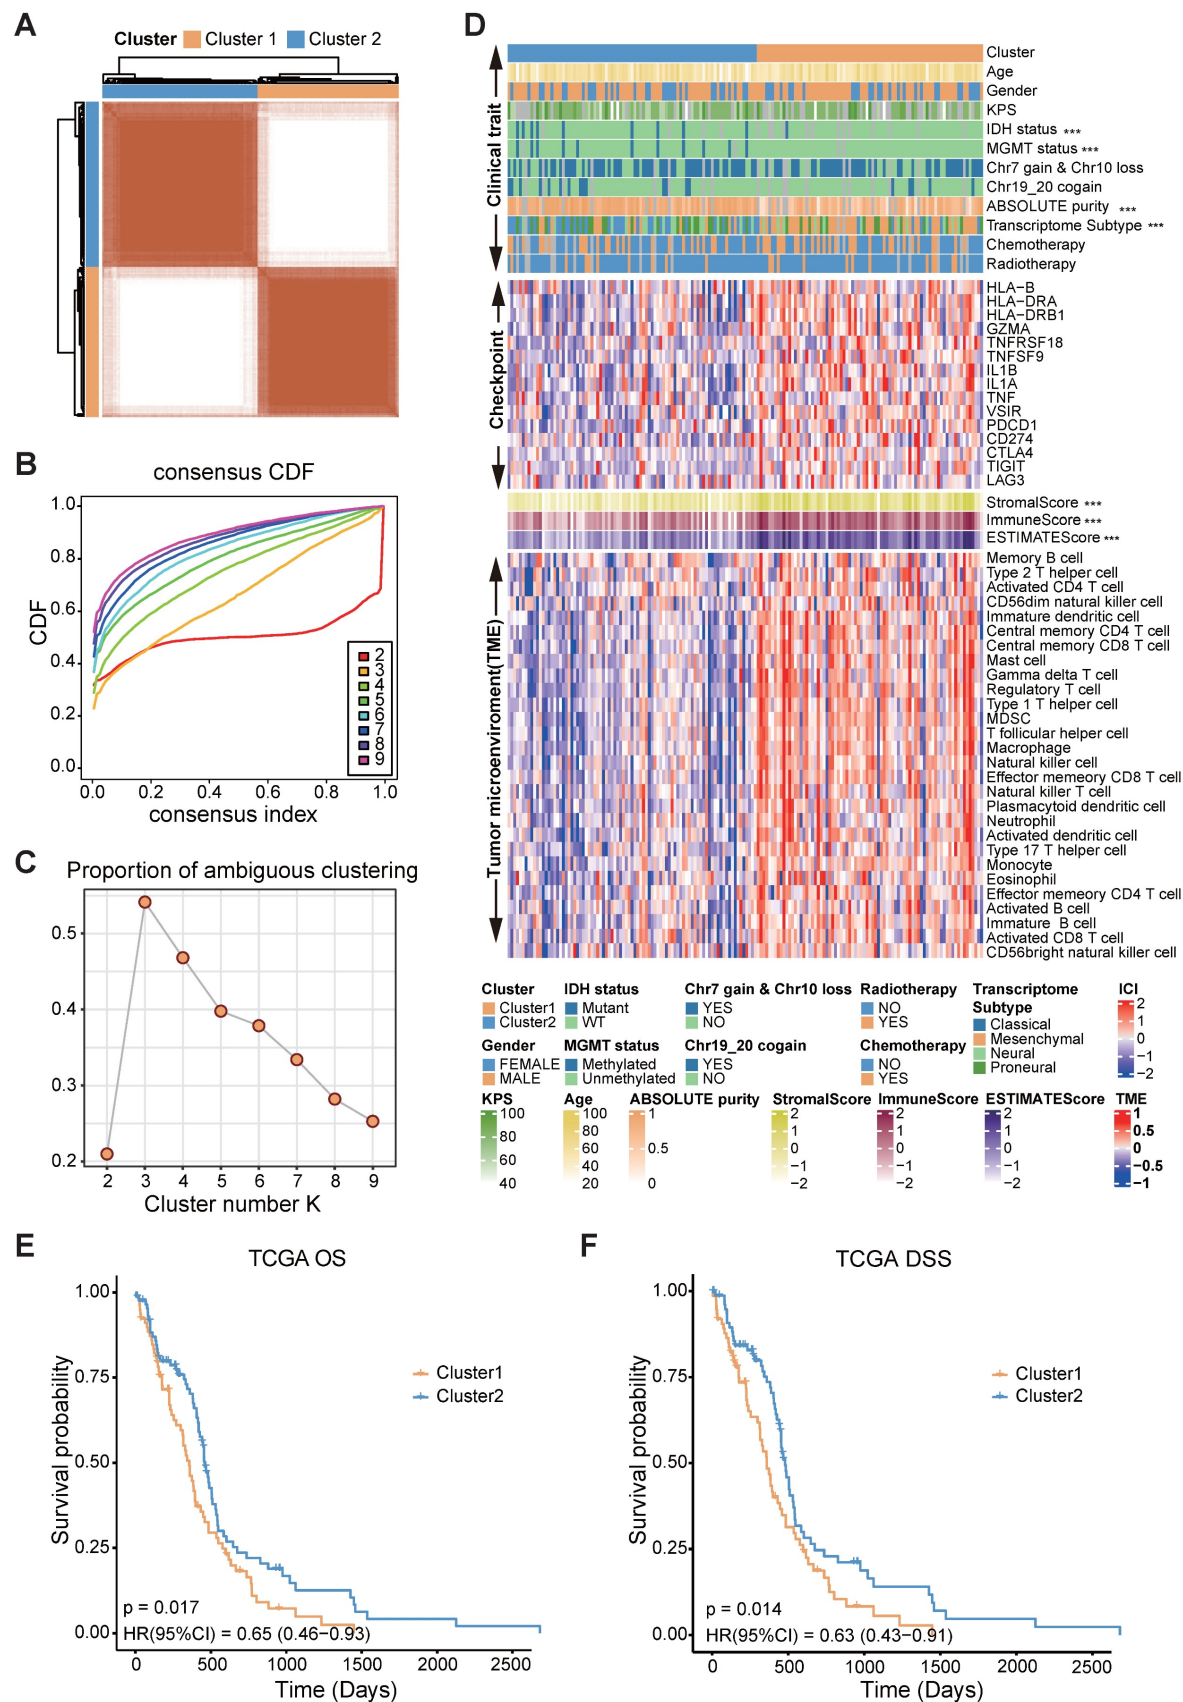 A
Cluster Cluster 1 Cluster 2
B
consensus CDF
1.0
0.8
0.6
0.4
0.2
0.0
CDF
2
3
4
5
6
7
8
9
0.0 0.2 0.4 0.6 0.8 1.0
consensus index
C
Proportion of ambiguous clustering
0.5
0.4
0.3
0.2
2 3 4 5 6 7 8 9
Cluster number K
D
Clinical trait
Cluster
Age
Gender
KPS
IDH status ***
MGMT status ***
Chr7 gain & Chr10 loss
Chr19_20 cogain
ABSOLUTE purity ***
Transcriptome Subtype ***
Chemotherapy
Radiotherapy
Checkpoint
HLA−B
HLA−DRA
HLA−DRB1
GZMA
TNFRSF18
TNFSF9
IL1B
IL1A
TNF
VSIR
PDCD1
CD274
CTLA4
TIGIT
LAG3
StromalScore ***
ImmuneScore ***
ESTIMATEScore ***
Tumor microenviroment(TME)
Memory B cell
Type 2 T helper cell
Activated CD4 T cell
CD56dim natural killer cell
Immature dendritic cell
Central memory CD4 T cell
Central memory CD8 T cell
Mast cell
Gamma delta T cell
Regulatory T cell
Type 1 T helper cell
MDSC
T follicular helper cell
Macrophage
Natural killer cell
Effector memeory CD8 T cell
Natural killer T cell
Plasmacytoid dendritic cell
Neutrophil
Activated dendritic cell
Type 17 T helper cell
Monocyte
Eosinophil
Effector memeory CD4 T cell
Activated B cell
Immature B cell
Activated CD8 T cell
CD56bright natural killer cell
Cluster
Cluster1
Cluster2
IDH status
Mutant
WT
Chr7 gain & Chr10 loss
YES
NO
Radiotherapy
NO
YES
Transcriptome
Subtype
Classical
Mesenchymal
Neural
Proneural
ICI
2
1
0
−1
−2
Gender
FEMALE
MALE
MGMT status
Methylated
Unmethylated
Chr19_20 cogain
YES
NO
Chemotherapy
NO
YES
KPS
100
80
60
40
Age
100
80
60
40
20
ABSOLUTE purity
1
0.5
0
StromalScore
2
1
0
−1
−2
ImmuneScore
2
1
0
−1
−2
ESTIMATEScore
2
1
0
−1
−2
TME
1
0.5
0
−0.5
−1
E
TCGA OS
1.00
0.75
0.50
0.25
0.00
Survival probability
Cluster1
Cluster2
p = 0.017
HR(95%CI) = 0.65 (0.46−0.93)
0 500 1000 1500 2000 2500
Time (Days)
F
TCGA DSS
1.00
0.75
0.50
0.25
0.00
Survival probability
Cluster1
Cluster2
p = 0.014
HR(95%CI) = 0.63 (0.43−0.91)
0 500 1000 1500 2000 2500
Time (Days)